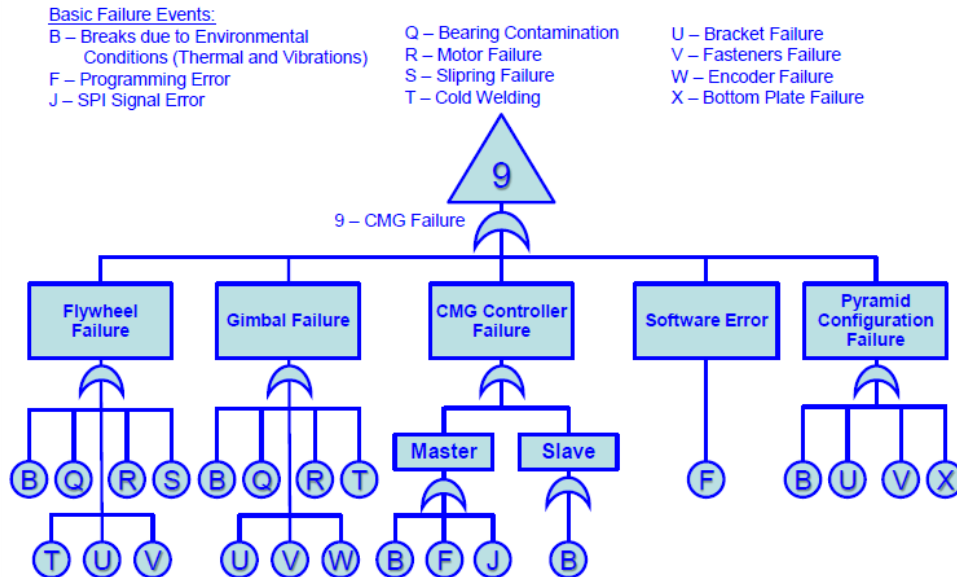 Basic Failure Events:
B – Breaks due to Environmental
Conditions (Thermal and Vibrations)
F – Programming Error
J – SPI Signal Error
Q – Bearing Contamination
R – Motor Failure
S – Slipring Failure
T – Cold Welding
U – Bracket Failure
V – Fasteners Failure
W – Encoder Failure
X – Bottom Plate Failure
9
9 – CMG Failure
Flywheel
Failure
Gimbal Failure
CMG Controller
Failure
Software Error
Pyramid
Configuration
Failure
Master
Slave
B Q R S B Q R T F B U V X
T U V U V W B F J B